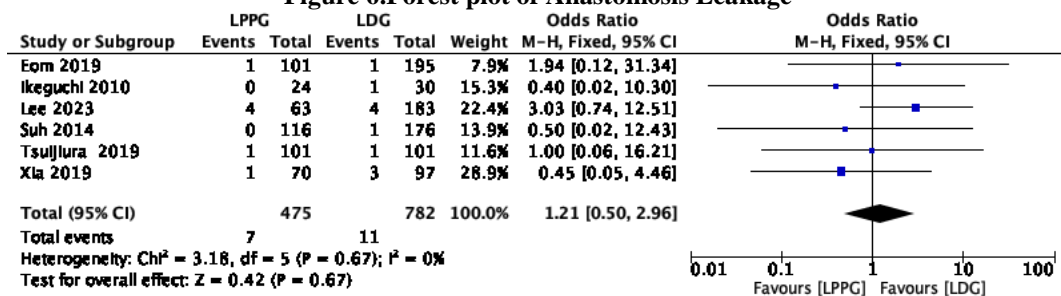 Figure 6.Forest plot of Anastomosis Leakage
LPPG LDG Odds Ratio Odds Ratio
Study or Subgroup Events Total Events Total Weight M-H, Fixed, 95% CI M-H, Fixed, 95% CI
Eom 2019 1 101 1 195 7.9% 1.94 [0.12, 31.34]
Ikeguchi 2010 0 24 1 30 15.3% 0.40 [0.02, 10.30]
Lee 2023 4 63 4 183 22.4% 3.03 [0.74, 12.51]
Suh 2014 0 116 1 176 13.9% 0.50 [0.02, 12.43]
Tsujiura 2019 1 101 1 101 11.6% 1.00 [0.06, 16.21]
Xia 2019 1 70 3 97 28.9% 0.45 [0.05, 4.46]
Total (95% CI) 475 782 100.0% 1.21 [0.50, 2.96]
Total events 7 11
Heterogeneity: Chi² = 3.18, df = 5 (P = 0.67); I² = 0%
Test for overall effect: Z = 0.42 (P = 0.67)
0.01 0.1 1 10 100
Favours [LPPG] Favours [LDG]